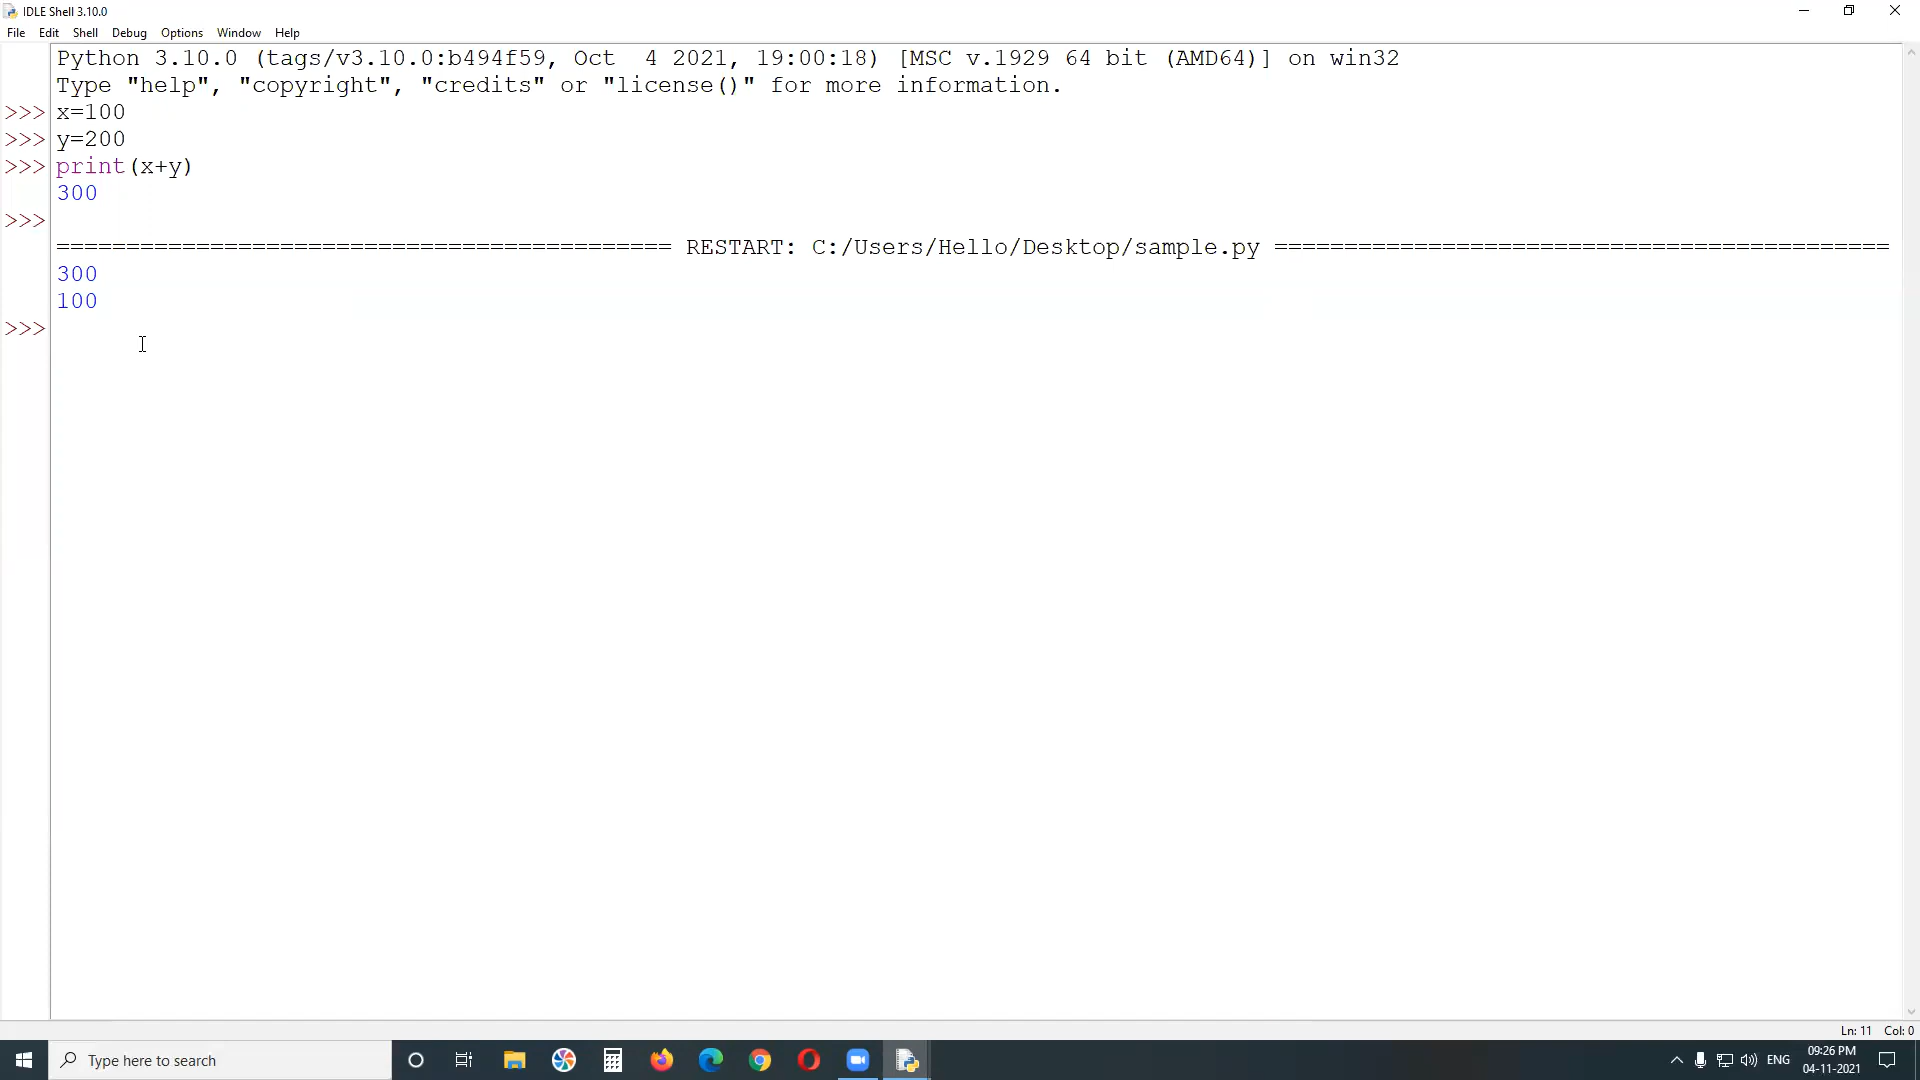 IDLE Shell 3.10.0
File Edit Shell Debug Options Window Help
Python 3.10.0 (tags/v3.10.0:b494f59, Oct  4 2021, 19:00:18) [MSC v.1929 64 bit (AMD64)] on win32
Type "help", "copyright", "credits" or "license()" for more information.
>>> x=100
>>> y=200
>>> print(x+y)
300
>>>
============================================ RESTART: C:/Users/Hello/Desktop/sample.py ============================================
300
100
>>>
Ln: 11 Col: 0
Type here to search
ENG
09:26 PM
04-11-2021